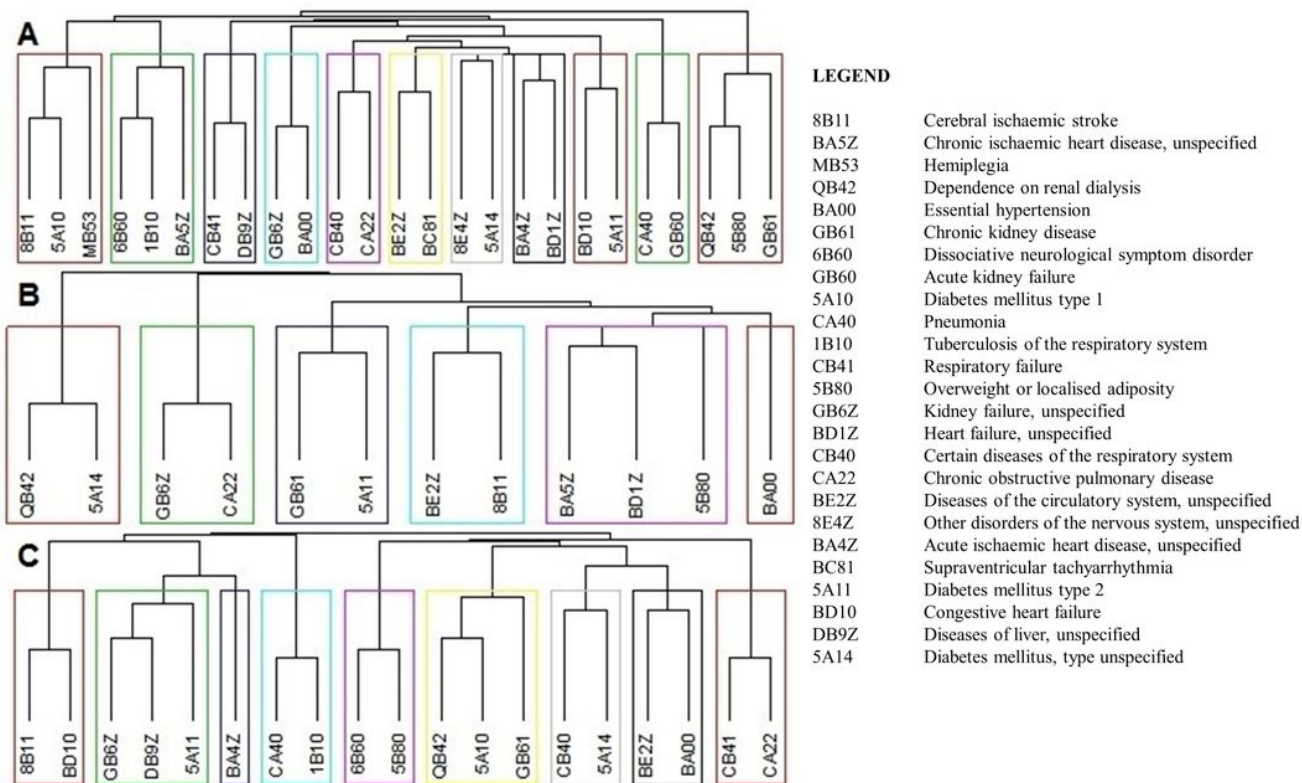 A
8B11 5A10 MB53 6B60 1B10 BA5Z CB41 DB9Z GB6Z BA00 CB40 CA22 BE2Z BC81 8E4Z 5A14 BA4Z BD1Z BD10 5A11 CA40 GB60 QB42 5B80 GB61
B
QB42 5A14 GB6Z CA22 GB61 5A11 BE2Z 8B11 BA5Z BD1Z 5B80 BA00
C
8B11 BD10 GB6Z DB9Z 5A11 BA4Z CA40 1B10 6B60 5B80 QB42 5A10 GB61 CB40 5A14 BE2Z BA00 CB41 CA22
LEGEND
8B11 Cerebral ischaemic stroke
BA5Z Chronic ischaemic heart disease, unspecified
MB53 Hemiplegia
QB42 Dependence on renal dialysis
BA00 Essential hypertension
GB61 Chronic kidney disease
6B60 Dissociative neurological symptom disorder
GB60 Acute kidney failure
5A10 Diabetes mellitus type 1
CA40 Pneumonia
1B10 Tuberculosis of the respiratory system
CB41 Respiratory failure
5B80 Overweight or localised adiposity
GB6Z Kidney failure, unspecified
BD1Z Heart failure, unspecified
CB40 Certain diseases of the respiratory system
CA22 Chronic obstructive pulmonary disease
BE2Z Diseases of the circulatory system, unspecified
8E4Z Other disorders of the nervous system, unspecified
BA4Z Acute ischaemic heart disease, unspecified
BC81 Supraventricular tachyarrhythmia
5A11 Diabetes mellitus type 2
BD10 Congestive heart failure
DB9Z Diseases of liver, unspecified
5A14 Diabetes mellitus, type unspecified